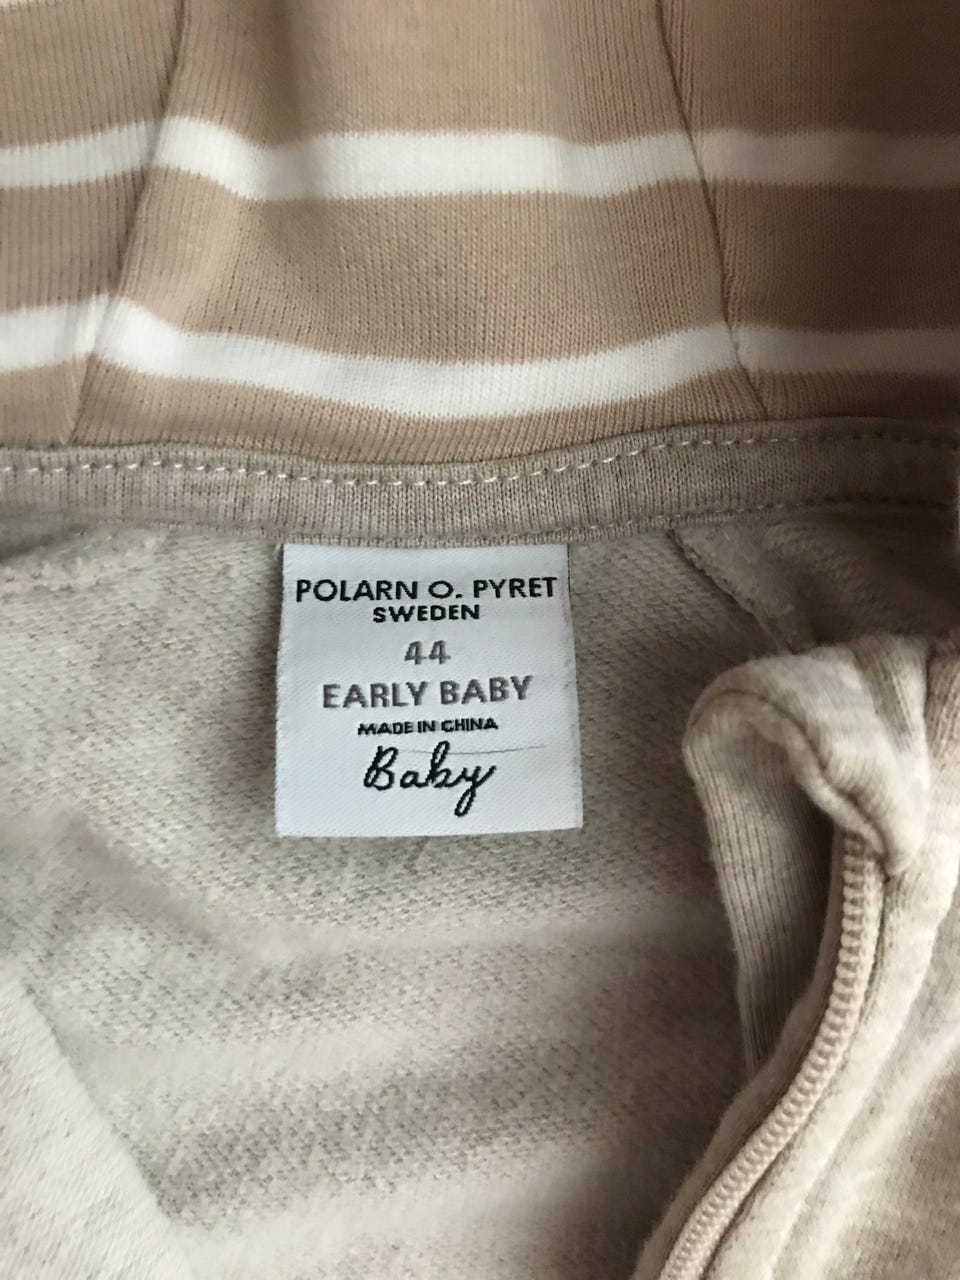 POLARN O. PYRET
SWEDEN
44
EARLY BABY
MADE IN CHINA
Baby